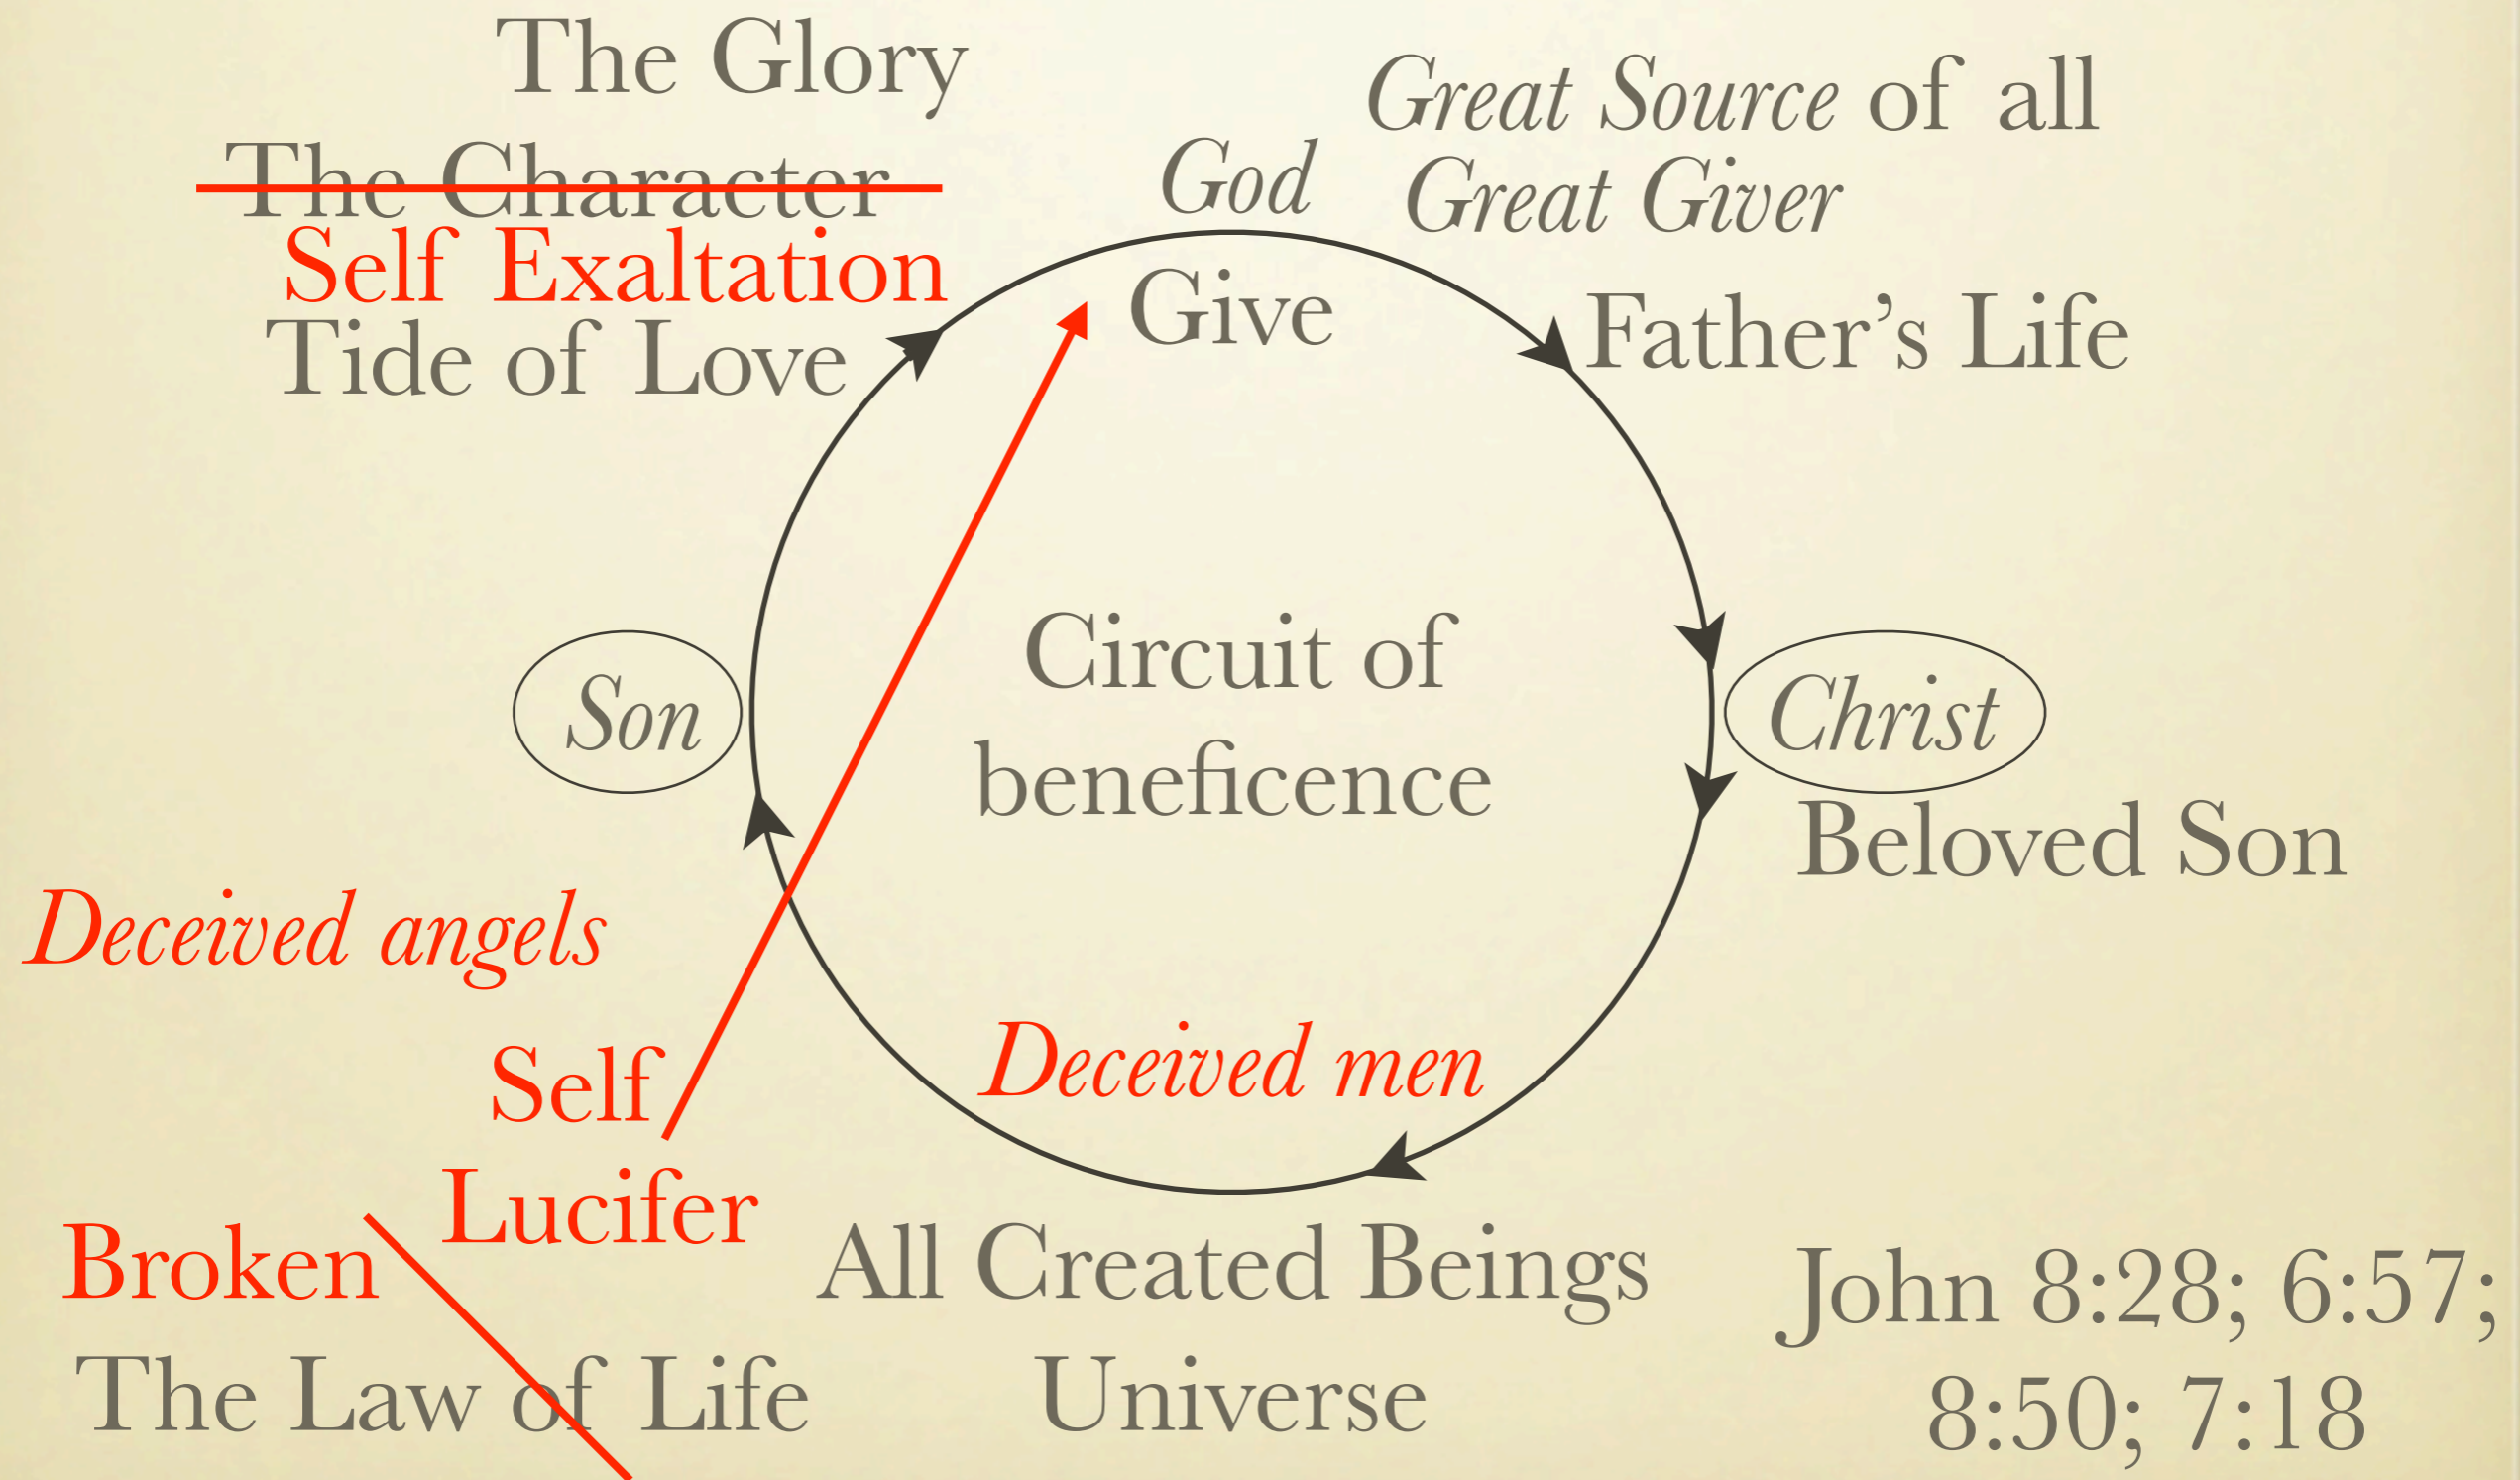 The Glory
The Character
Self Exaltation
Tide of Love
God
Give
Great Source of all
Great Giver
Father's Life
Son
Circuit of
beneficence
Christ
Beloved Son
Deceived angels
Deceived men
Self
Lucifer
Broken
The Law of Life
All Created Beings
Universe
John 8:28; 6:57;
8:50; 7:18